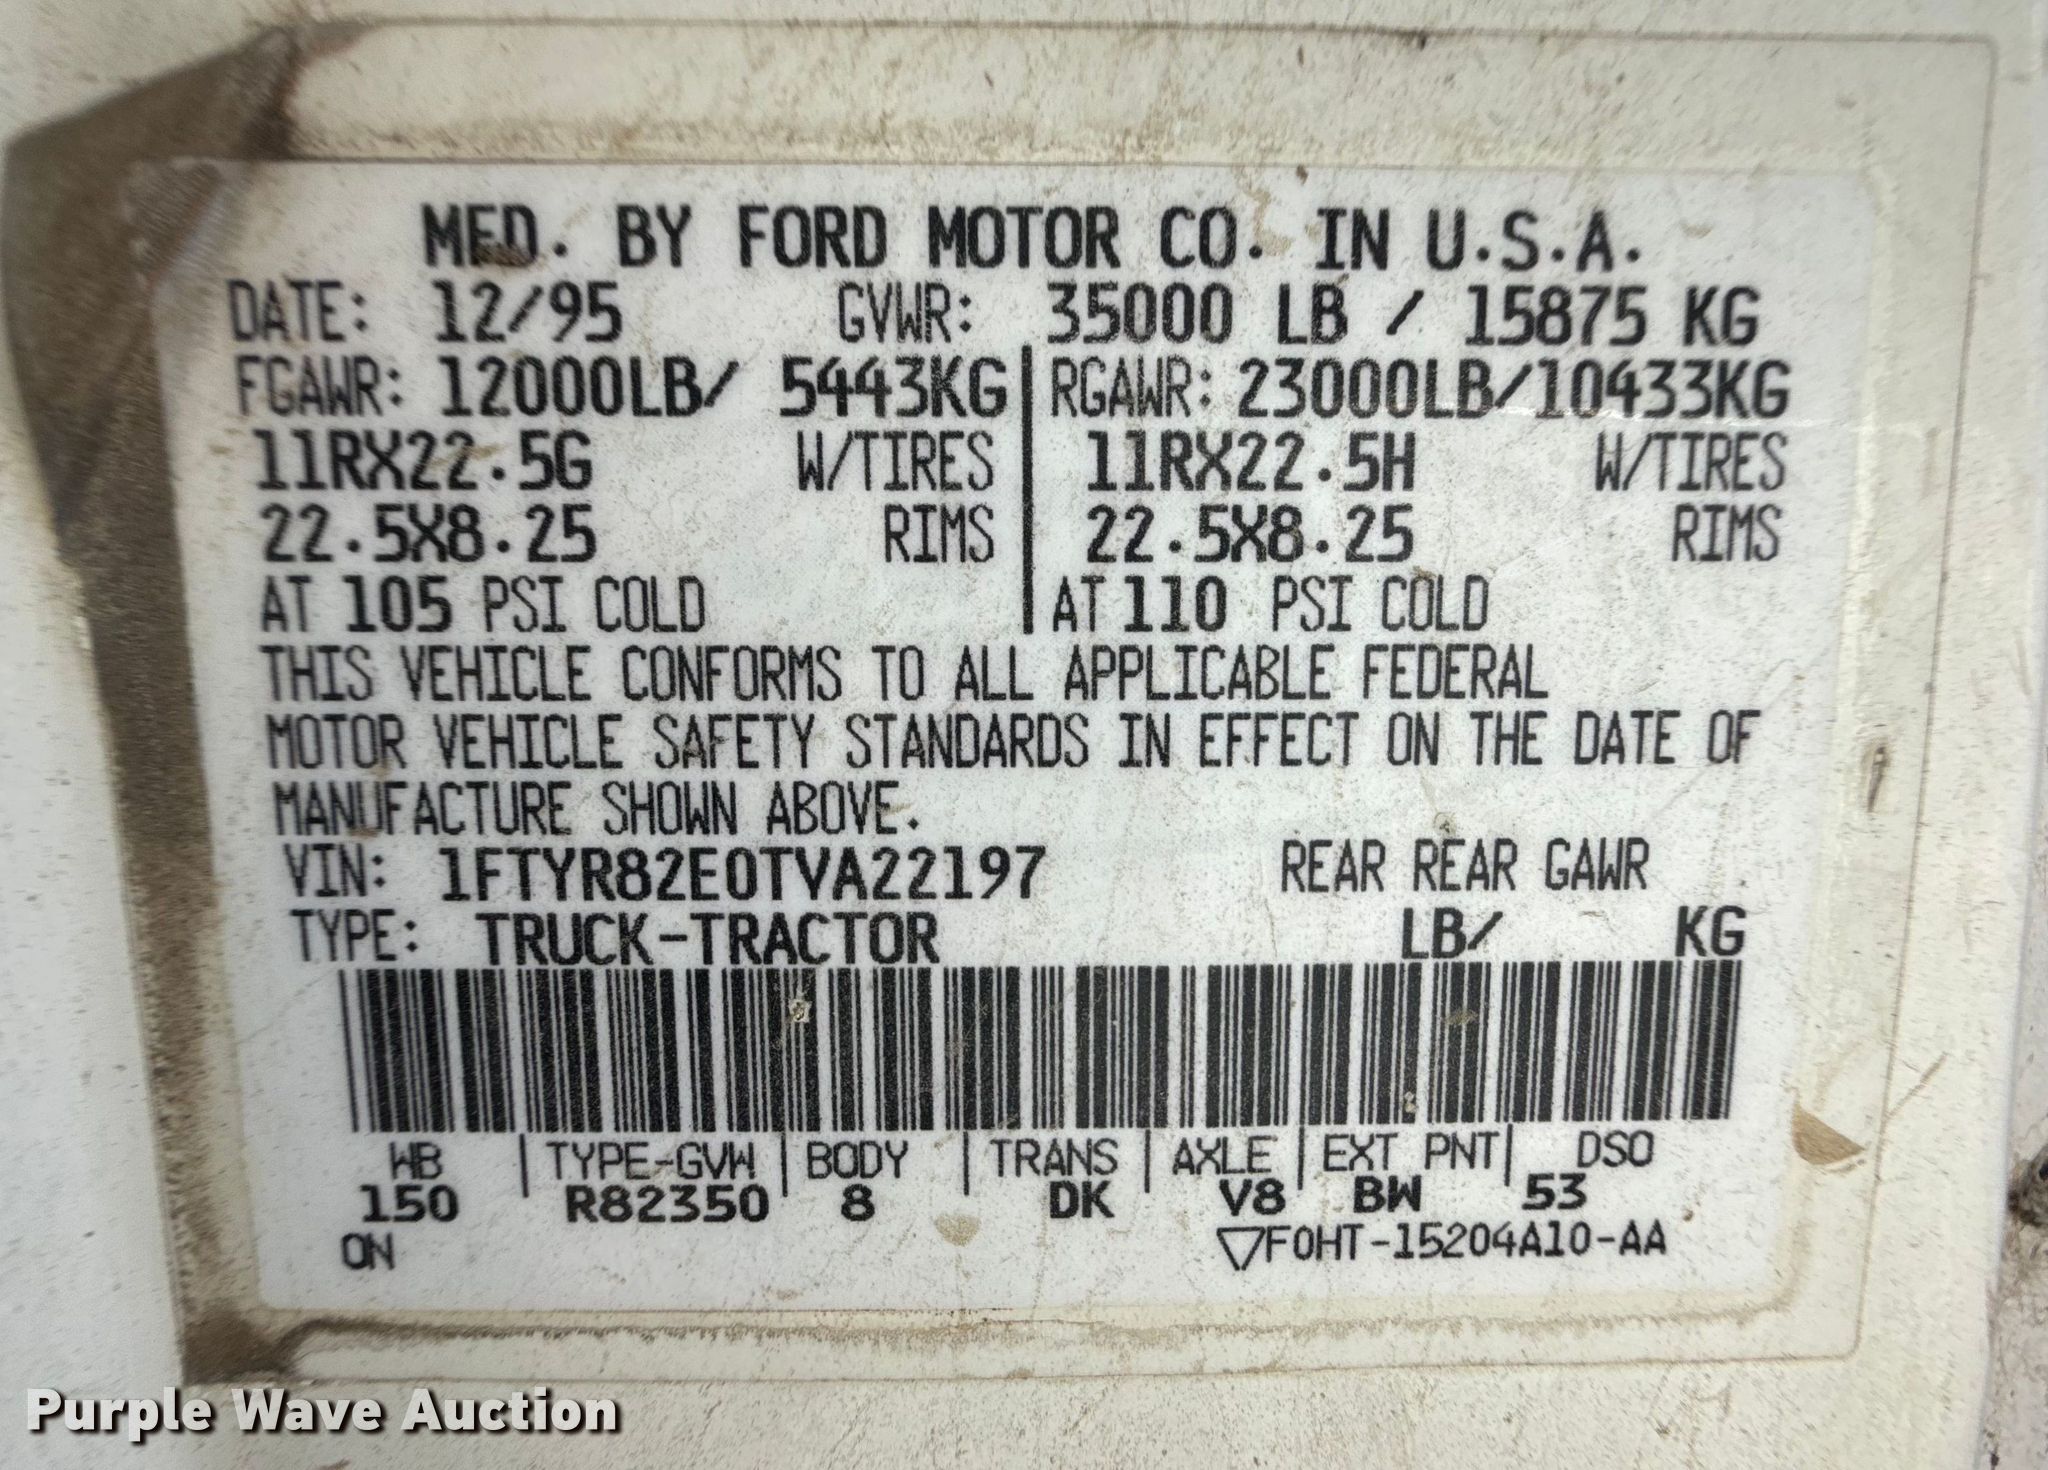 MFD. BY FORD MOTOR CO. IN U.S.A.
DATE: 12/95 GVWR: 35000 LB / 15875 KG
FGAWR: 12000LB/ 5443KG RGAWR: 23000LB/10433KG
11RX22.5G W/TIRES 11RX22.5H W/TIRES
22.5X8.25 RIMS 22.5X8.25 RIMS
AT 105 PSI COLD AT 110 PSI COLD
THIS VEHICLE CONFORMS TO ALL APPLICABLE FEDERAL
MOTOR VEHICLE SAFETY STANDARDS IN EFFECT ON THE DATE OF
MANUFACTURE SHOWN ABOVE.
VIN: 1FTYR82E0TVA22197 REAR REAR GAWR
TYPE: TRUCK-TRACTOR LB/ KG
WB TYPE-GVW BODY TRANS AXLE EXT PNT DSO
150 R82350 8 DK V8 BW 53
ON ▽F0HT-15204A10-AA
Purple Wave Auction